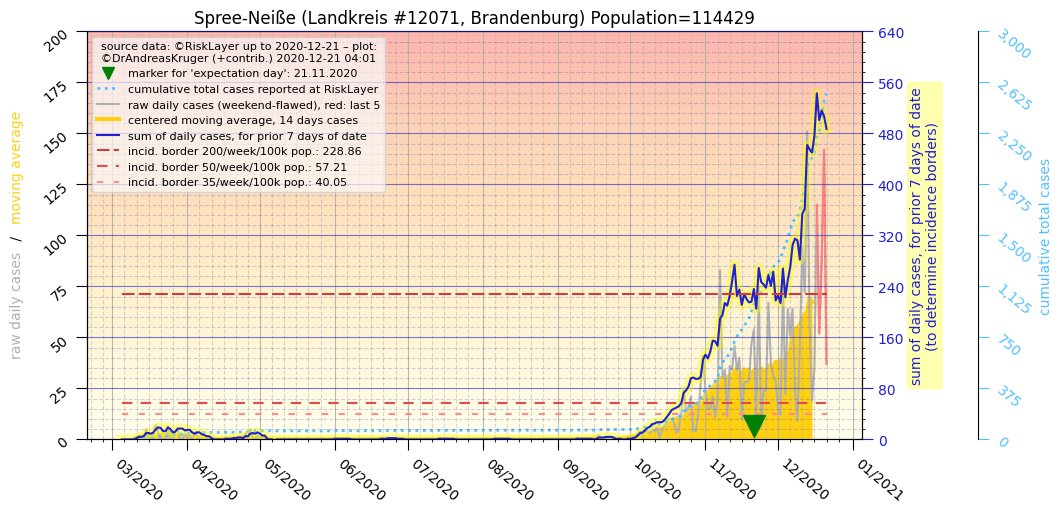 Spree-Neiße (Landkreis #12071, Brandenburg) Population=114429
source data: ©RiskLayer up to 2020-12-21 – plot:
©DrAndreasKruger (+contrib.) 2020-12-21 04:01
marker for 'expectation day': 21.11.2020
cumulative total cases reported at RiskLayer
raw daily cases (weekend-flawed), red: last 5
centered moving average, 14 days cases
sum of daily cases, for prior 7 days of date
incid. border 200/week/100k pop.: 228.86
incid. border 50/week/100k pop.: 57.21
incid. border 35/week/100k pop.: 40.05
raw daily cases / moving average
200
175
150
125
100
75
50
25
0
03/2020
04/2020
05/2020
06/2020
07/2020
08/2020
09/2020
10/2020
11/2020
12/2020
01/2021
640
560
480
400
320
240
160
80
0
sum of daily cases, for prior 7 days of date
(to determine incidence borders)
3,000
2,625
2,250
1,875
1,500
1,125
750
375
0
cumulative total cases